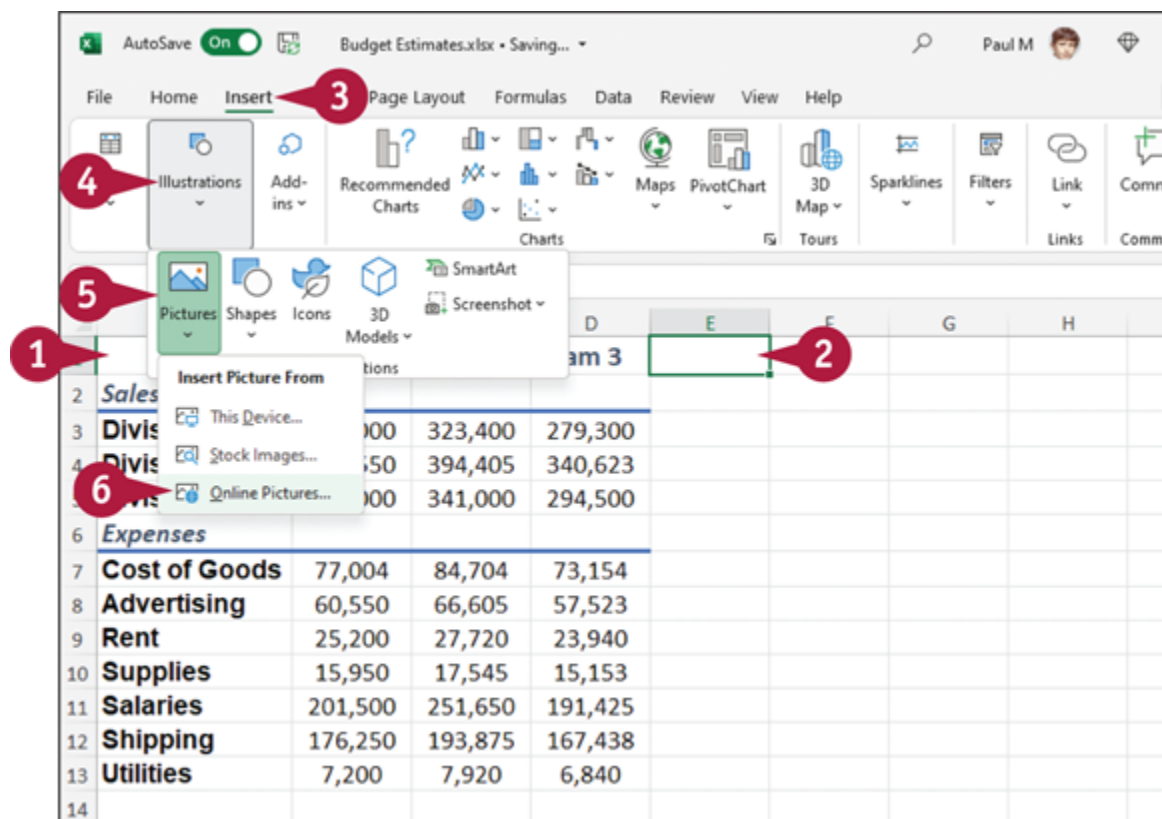 AutoSave On Budget Estimates.xlsx • Saving... Paul M
File Home Insert 3 Page Layout Formulas Data Review View Help
4 Illustrations Add-ins Recommended Charts Maps PivotChart 3D Map Sparklines Filters Link Comm
Charts Tours Links Comm
5 Pictures Shapes Icons 3D Models SmartArt
Screenshot
tions
D E F G H
1 am 3 2
Insert Picture From
This Device...
Stock Images...
6 Online Pictures...
2 Sales
3 Divis 000 323,400 279,300
4 Divis 550 394,405 340,623
5 000 341,000 294,500
6 Expenses
7 Cost of Goods 77,004 84,704 73,154
8 Advertising 60,550 66,605 57,523
9 Rent 25,200 27,720 23,940
10 Supplies 15,950 17,545 15,153
11 Salaries 201,500 251,650 191,425
12 Shipping 176,250 193,875 167,438
13 Utilities 7,200 7,920 6,840
14